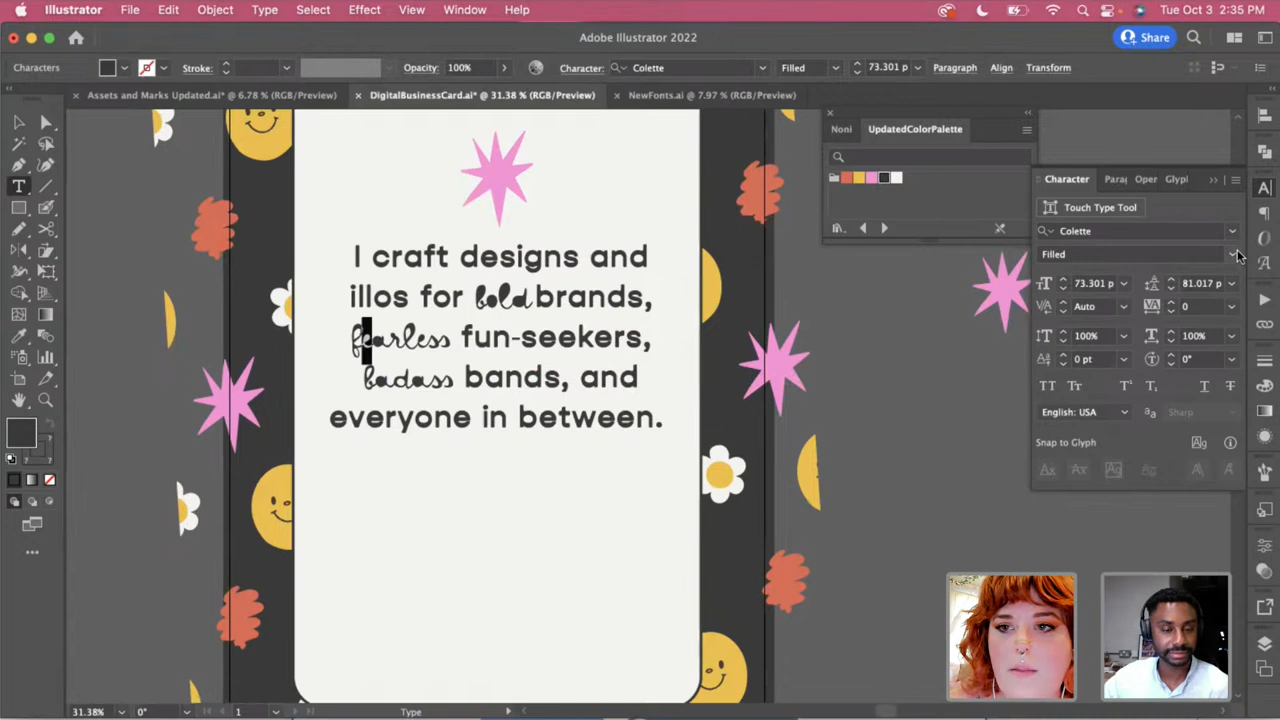 Illustrator File Edit Object Type Select Effect View Window Help Tue Oct 3 2:35 PM
Adobe Illustrator 2022 Share
Characters Stroke: Opacity: 100% Character: Colette Filled 73.301 pt Paragraph Align Transform
× Assets and Marks Updated.ai* @ 6.78 % (RGB/Preview) × DigitalBusinessCard.ai* @ 31.38 % (RGB/Preview) × NewFonts.ai @ 7.97 % (RGB/Preview)
Noni UpdatedColorPalette
Character Para Oper Glypl
Touch Type Tool
Colette
Filled
73.301 p 81.017 p
Auto 0
100% 100%
0 pt 0°
English: USA Sharp
Snap to Glyph
I craft designs and
illos for bold brands,
fearless fun-seekers,
badass bands, and
everyone in between.
31.38% 0° 1 Type